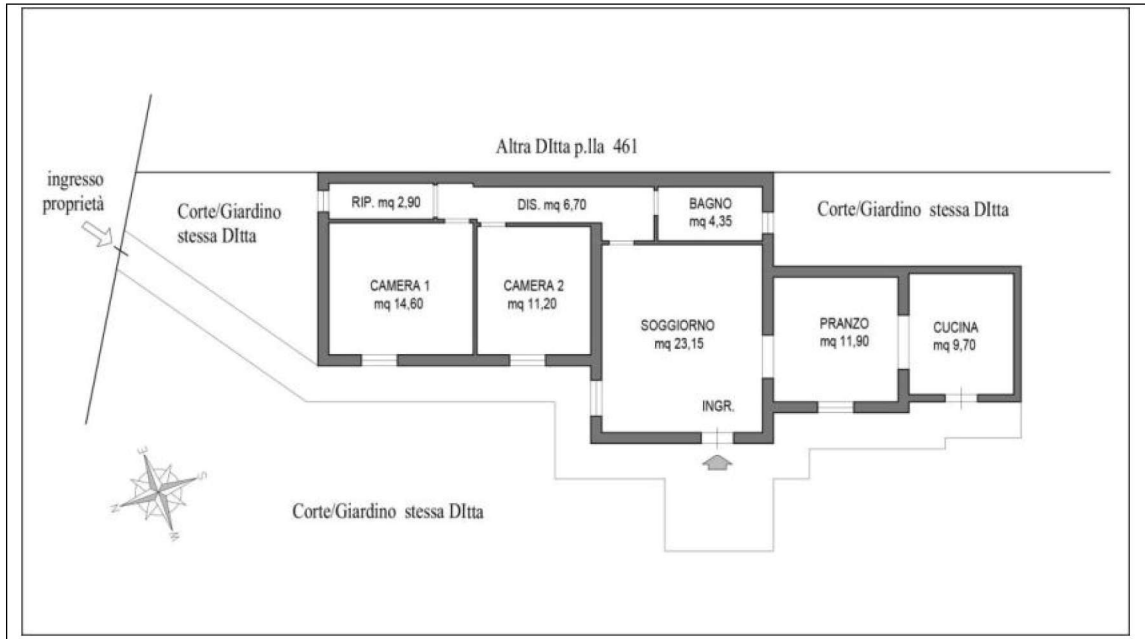 Altra DItta p.lla 461
ingresso
proprietà
Corte/Giardino
stessa DItta
RIP. mq 2,90
DIS. mq 6,70
BAGNO
mq 4,35
Corte/Giardino stessa DItta
CAMERA 1
mq 14,60
CAMERA 2
mq 11,20
SOGGIORNO
mq 23,15
PRANZO
mq 11,90
CUCINA
mq 9,70
INGR.
E
S
N
W
Corte/Giardino stessa DItta